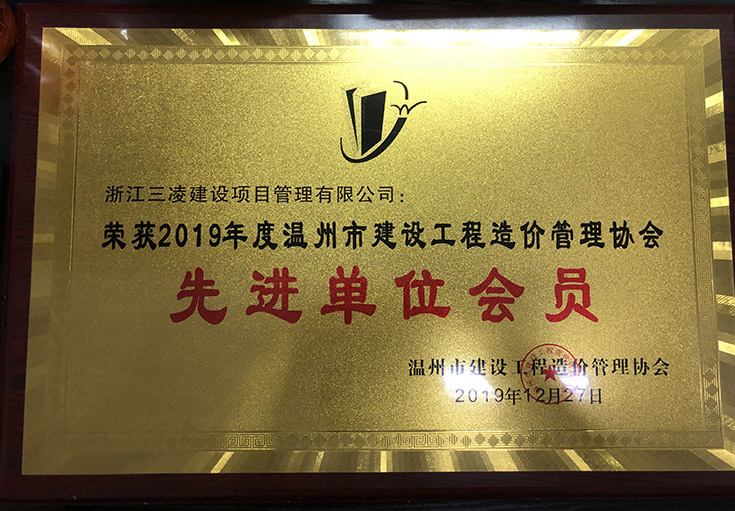 浙江三凌建设项目管理有限公司：
荣获2019年度温州市建设工程造价管理协会
先进单位会员
温州市建设工程造价管理协会
2019年12月27日